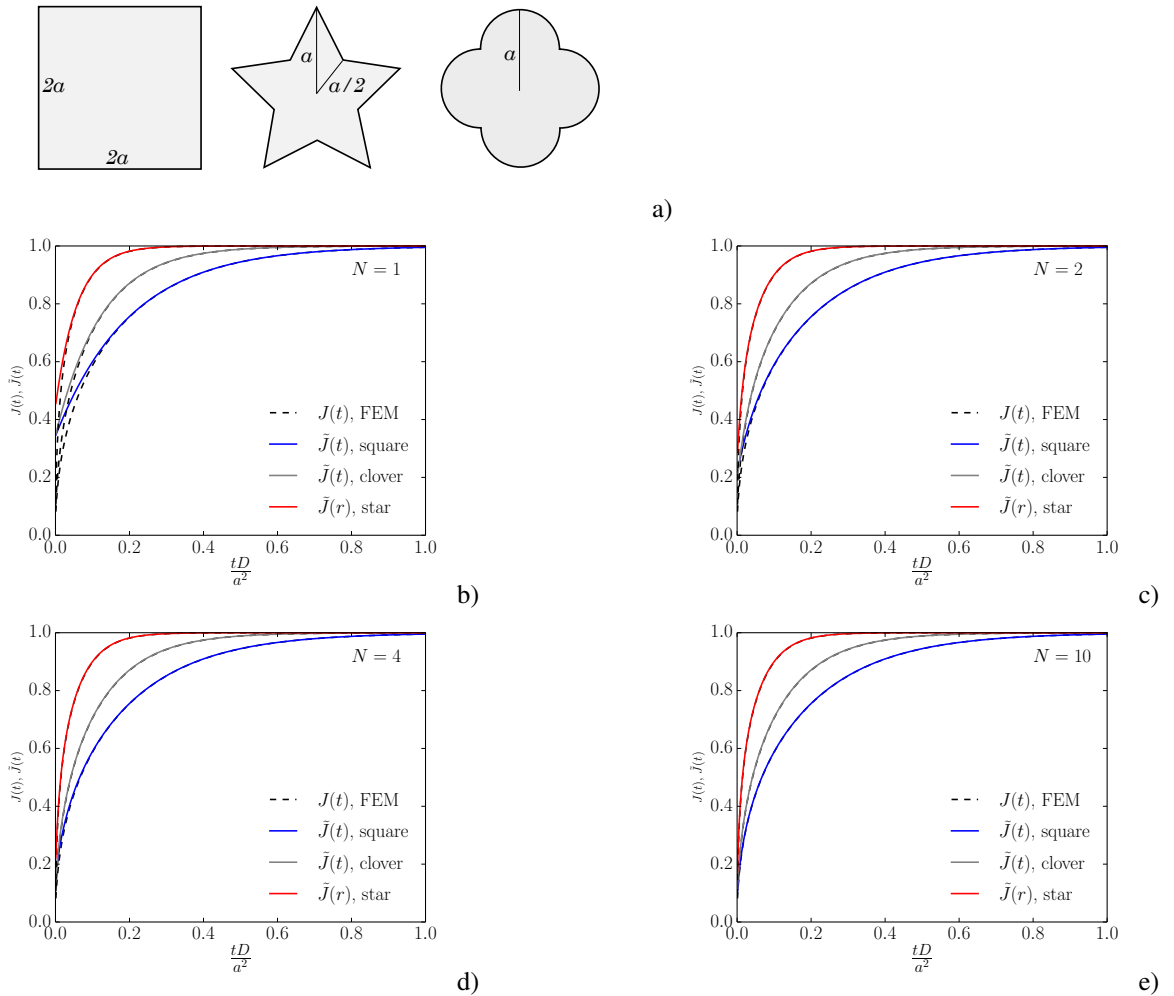 2a
2a
a
a/2
a
a)
1.0
0.8
0.6
0.4
0.2
0.0
J(t), J̃(t)
N = 1
J(t), FEM
J̃(t), square
J̃(t), clover
J̃(r), star
0.0 0.2 0.4 0.6 0.8 1.0
tD
a²
b)
1.0
0.8
0.6
0.4
0.2
0.0
J(t), J̃(t)
N = 2
J(t), FEM
J̃(t), square
J̃(t), clover
J̃(r), star
0.0 0.2 0.4 0.6 0.8 1.0
tD
a²
c)
1.0
0.8
0.6
0.4
0.2
0.0
J(t), J̃(t)
N = 4
J(t), FEM
J̃(t), square
J̃(t), clover
J̃(r), star
0.0 0.2 0.4 0.6 0.8 1.0
tD
a²
d)
1.0
0.8
0.6
0.4
0.2
0.0
J(t), J̃(t)
N = 10
J(t), FEM
J̃(t), square
J̃(t), clover
J̃(r), star
0.0 0.2 0.4 0.6 0.8 1.0
tD
a²
e)